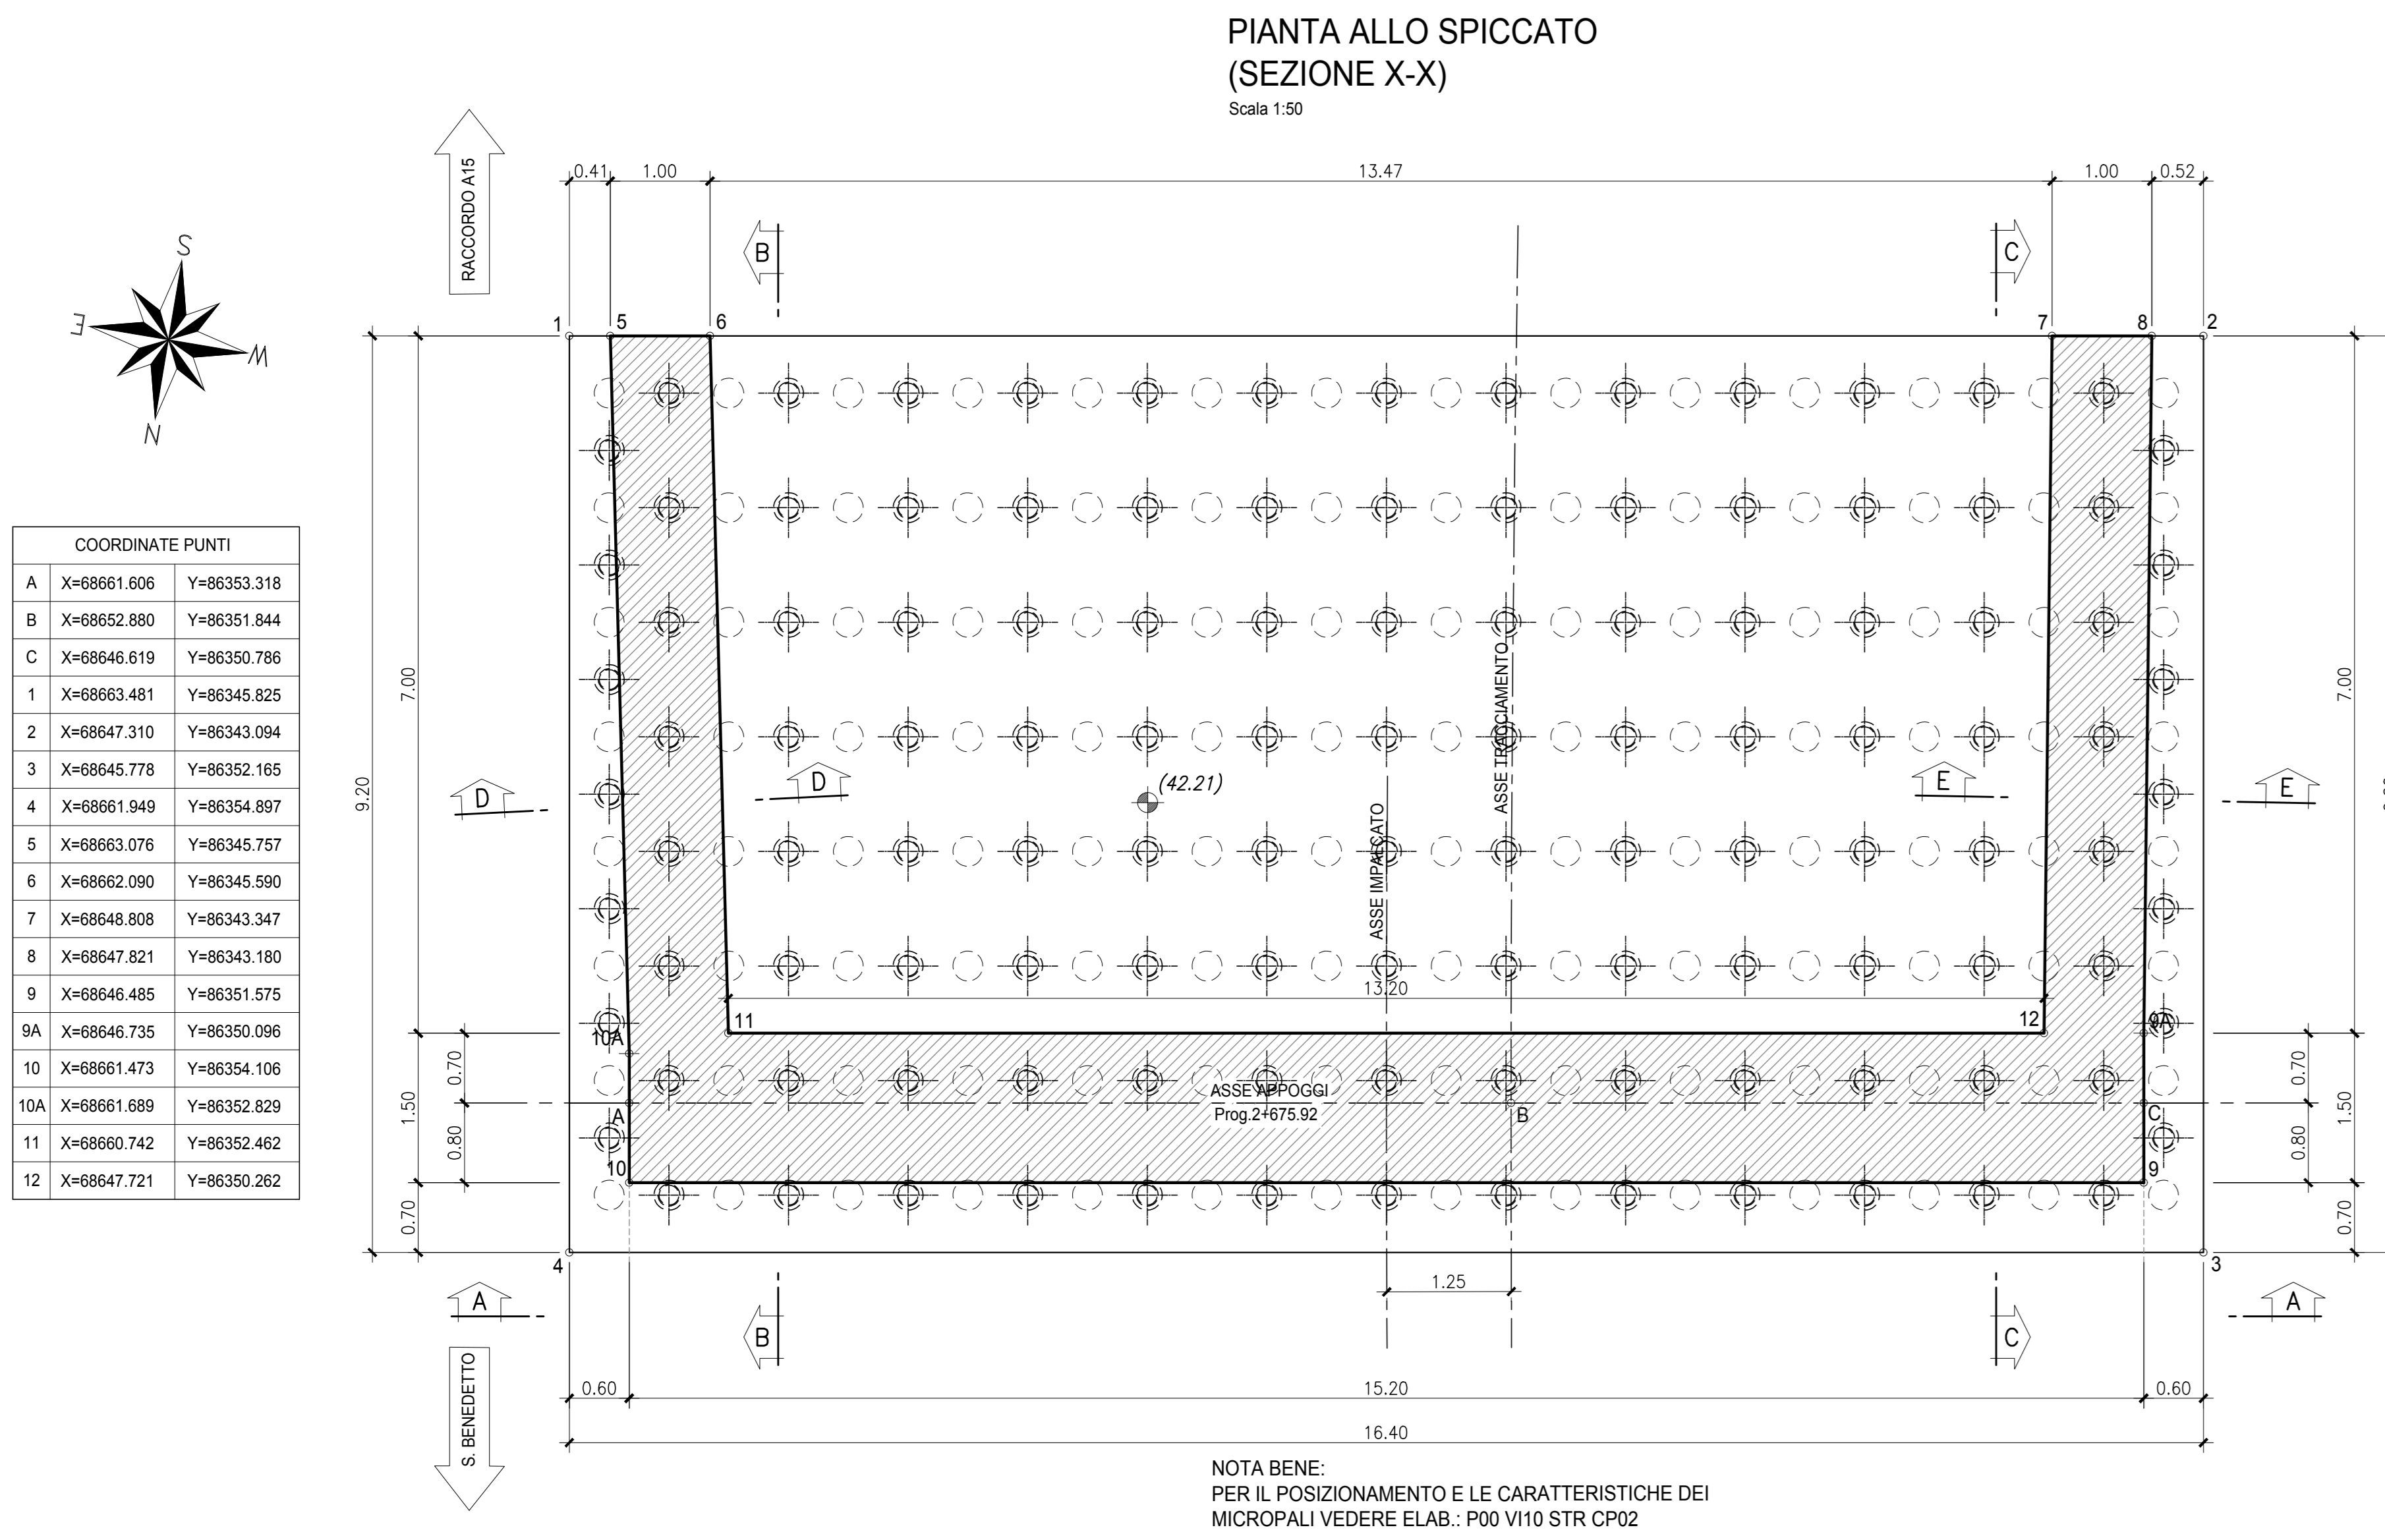 PIANTA ALLO SPICCATO
(SEZIONE X-X)
Scala 1:50
RACCORDO A15
0.41
1.00
13.47
1.00
0.52
B
C
S
E
W
N
1
5
6
7
8
2
COORDINATE PUNTI
A X=68661.606 Y=86353.318
B X=68652.880 Y=86351.844
C X=68646.619 Y=86350.786
1 X=68663.481 Y=86345.825
2 X=68647.310 Y=86343.094
3 X=68645.778 Y=86352.165
4 X=68661.949 Y=86354.897
5 X=68663.076 Y=86345.757
6 X=68662.090 Y=86345.590
7 X=68648.808 Y=86343.347
8 X=68647.821 Y=86343.180
9 X=68646.485 Y=86351.575
9A X=68646.735 Y=86350.096
10 X=68661.473 Y=86354.106
10A X=68661.689 Y=86352.829
11 X=68660.742 Y=86352.462
12 X=68647.721 Y=86350.262
9.20
7.00
7.00
D
D
(42.21)
ASSE IMPALCATO
ASSE TRACCIAMENTO
E
E
13.20
11
12
9A
10A
0.70
1.50
0.80
0.70
A
ASSE APPOGGI
Prog.2+675.92
B
C
0.70
1.50
0.80
0.70
10
9
4
3
1.25
A
B
C
A
S. BENEDETTO
0.60
15.20
0.60
16.40
NOTA BENE:
PER IL POSIZIONAMENTO E LE CARATTERISTICHE DEI
MICROPALI VEDERE ELAB.: P00 VI10 STR CP02